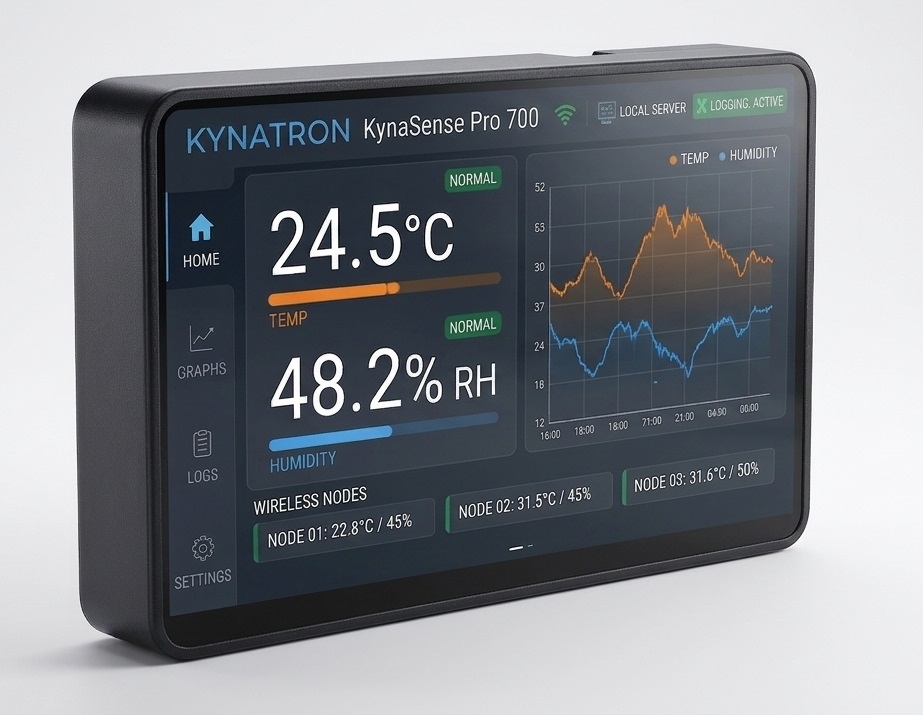 KYNATRON KynaSense Pro 700 LOCAL SERVER LOGGING. ACTIVE
HOME
GRAPHS
LOGS
SETTINGS
NORMAL
24.5°C
TEMP
NORMAL
48.2% RH
HUMIDITY
TEMP HUMIDITY
52
63
30
37
24
18
12
16:00 18:00 18:00 71:00 21:00 04:90 00:00
WIRELESS NODES
NODE 01: 22.8°C / 45%
NODE 02: 31.5°C / 45%
NODE 03: 31.6°C / 50%